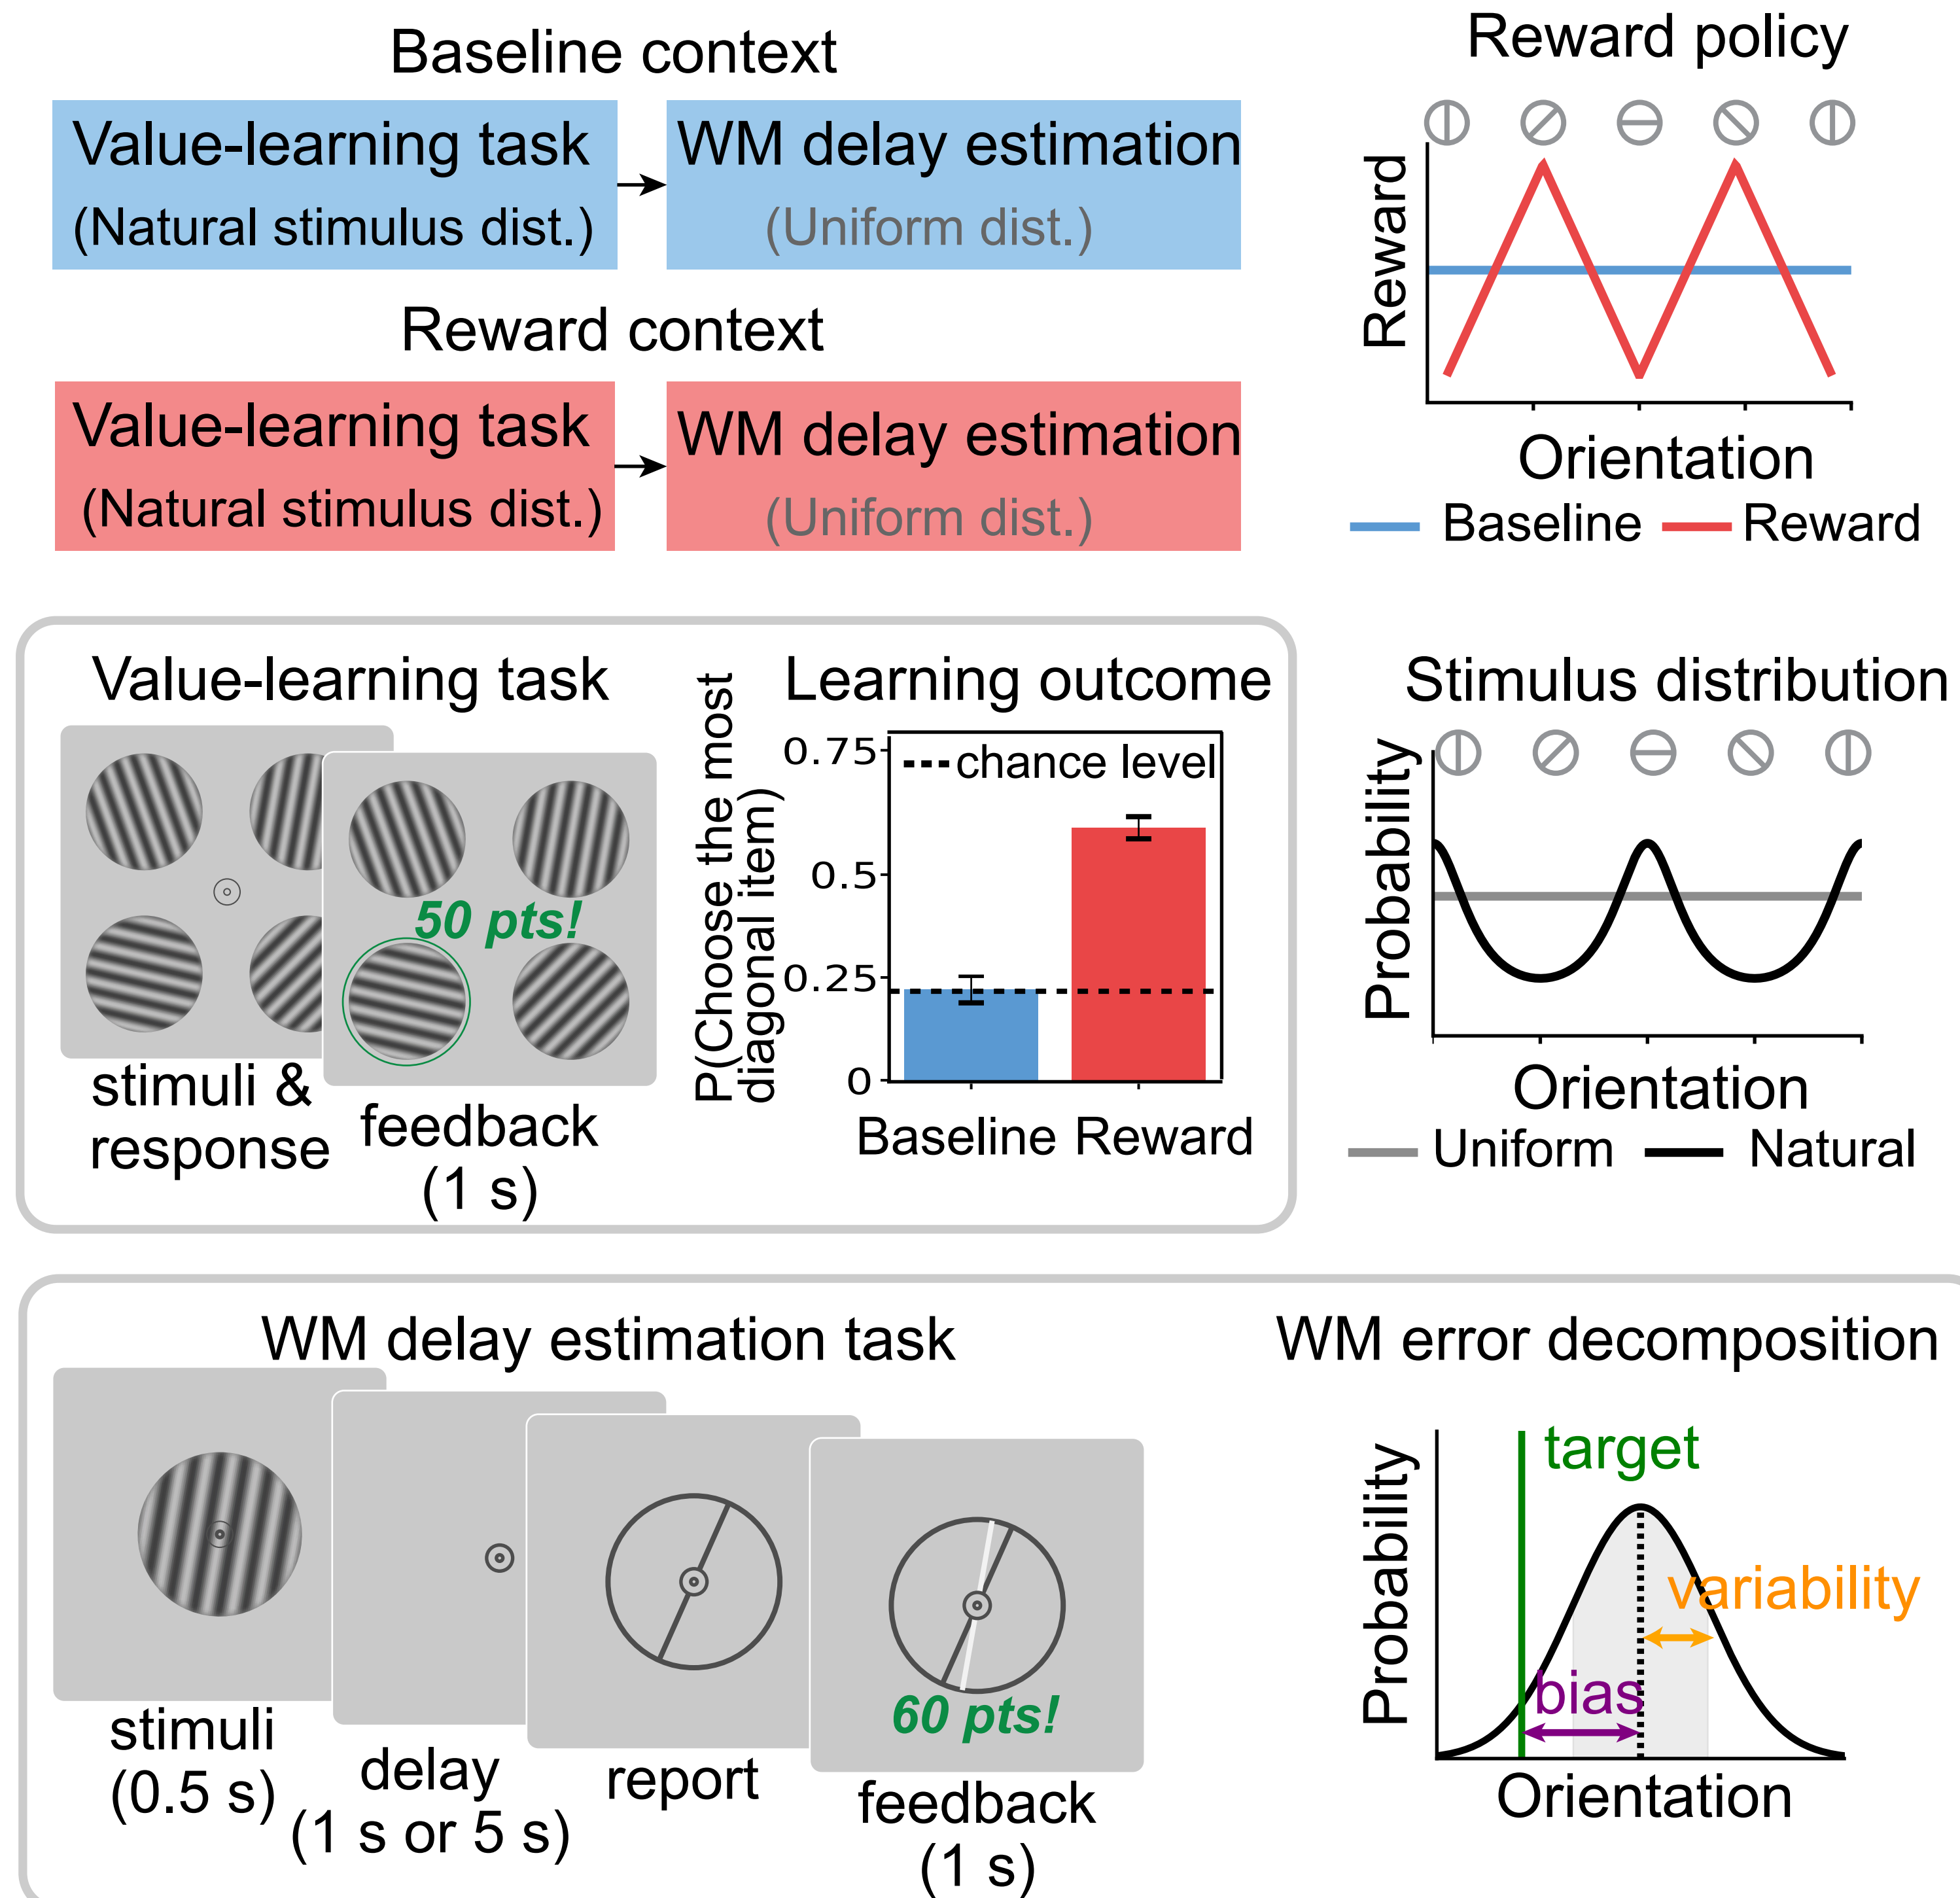 Baseline context
Value-learning task
(Natural stimulus dist.)
WM delay estimation
(Uniform dist.)
Reward context
Value-learning task
(Natural stimulus dist.)
WM delay estimation
(Uniform dist.)
Reward policy
Reward
Orientation
Baseline
Reward
Value-learning task
50 pts!
stimuli &
response
feedback
(1 s)
Learning outcome
P(Choose the most
diagonal item)
0.75
0.5
0.25
0
chance level
Baseline
Reward
Stimulus distribution
Probability
Orientation
Uniform
Natural
WM delay estimation task
stimuli
(0.5 s)
delay
(1 s or 5 s)
report
60 pts!
feedback
(1 s)
WM error decomposition
Probability
target
variability
bias
Orientation